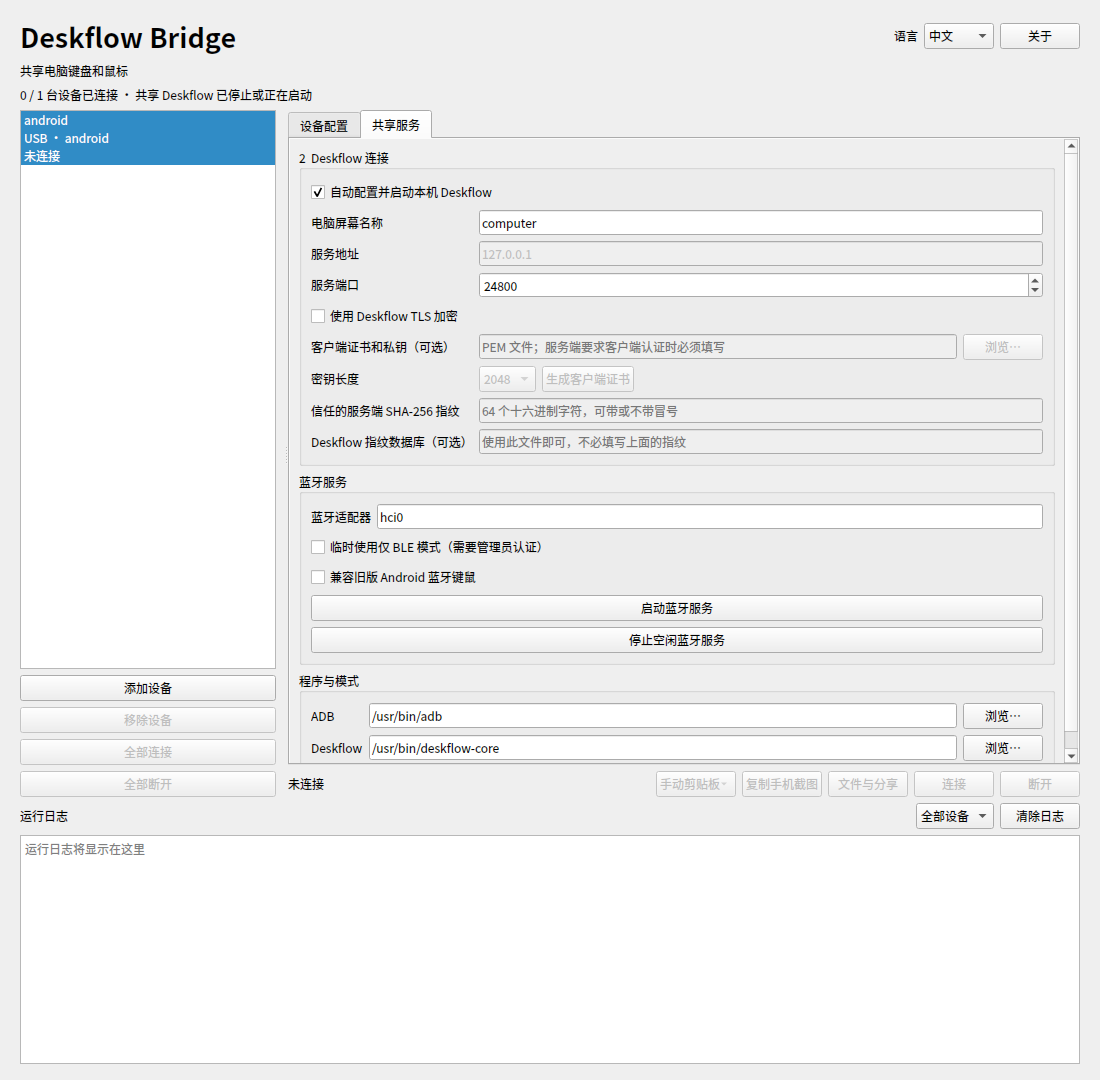 Deskflow Bridge
语言 中文 关于
共享电脑键盘和鼠标
0 / 1 台设备已连接 · 共享 Deskflow 已停止或正在启动
android
USB · android
未连接
添加设备
移除设备
全部连接
全部断开
设备配置 共享服务
2 Deskflow 连接
自动配置并启动本机 Deskflow
电脑屏幕名称 computer
服务地址 127.0.0.1
服务端口 24800
使用 Deskflow TLS 加密
客户端证书和私钥（可选） PEM 文件；服务端要求客户端认证时必须填写 浏览…
密钥长度 2048 生成客户端证书
信任的服务端 SHA-256 指纹 64 个十六进制字符，可带或不带冒号
Deskflow 指纹数据库（可选） 使用此文件即可，不必填写上面的指纹
蓝牙服务
蓝牙适配器 hci0
临时使用仅 BLE 模式（需要管理员认证）
兼容旧版 Android 蓝牙键鼠
启动蓝牙服务
停止空闲蓝牙服务
程序与模式
ADB /usr/bin/adb 浏览…
Deskflow /usr/bin/deskflow-core 浏览…
未连接 手动剪贴板 复制手机截图 文件与分享 连接 断开
运行日志 全部设备 清除日志
运行日志将显示在这里